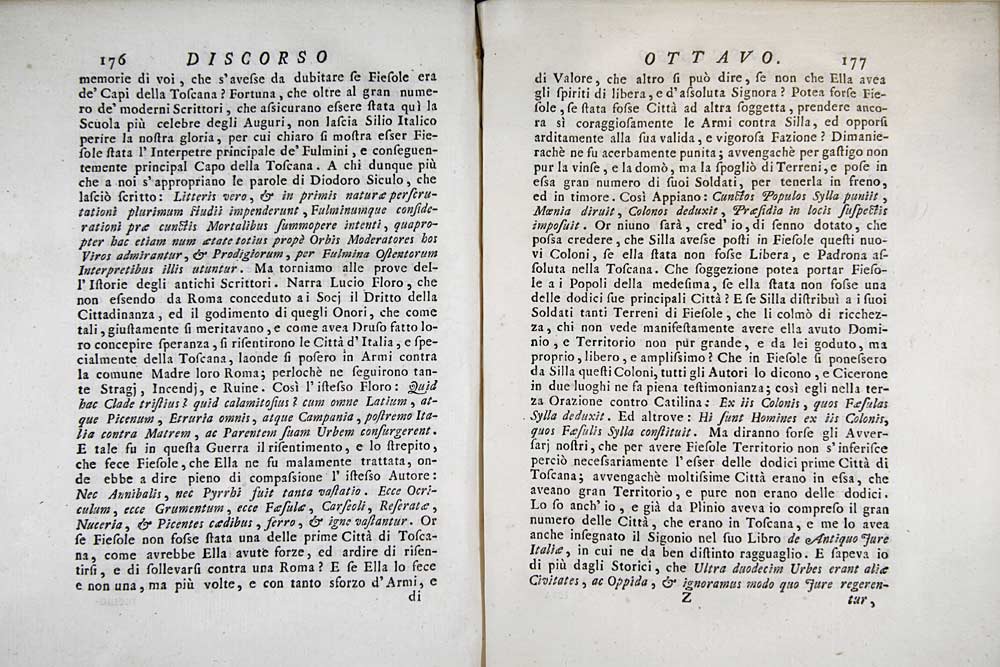 176 DISCORSO
memorie di voi, che s'aveſse da dubitare ſe Fieſole era
de' Capi della Toſcana? Fortuna, che oltre al gran nume-
ro de' moderni Scrittori, che aſſicurano eſſere ſtata quì la
Scuola più celebre degli Auguri, non laſcia Silio Italico
perire la noſtra gloria, per cui chiaro ſi moſtra eſser Fie-
ſole ſtata l' Interpetre principale de' Fulmini, e conſeguen-
temente principal Capo della Toſcana. A chi dunque più
che a noi s' appropriano le parole di Diodoro Siculo, che
laſciò ſcritto: Litteris vero, & in primis naturæ perſcru-
tationi plurimum ſtudii impenderunt, Fulminumque conſide-
rationi præ cunctis Mortalibus ſummopere intenti, quapro-
pter hac etiam num ætate totius propè Orbis Moderatores hos
Viros admirantur, & Prodigiorum, per Fulmina Oſtentorum
Interpretibus illis utuntur. Ma torniamo alle prove del-
l' Iſtorie degli antichi Scrittori. Narra Lucio Floro, che
non eſsendo da Roma conceduto ai Socj il Dritto della
Cittadinanza, ed il godimento di quegli Onori, che come
tali, giuſtamente ſi meritavano, e come avea Druſo fatto lo-
ro concepire ſperanza, ſi riſentirono le Città d' Italia, e ſpe-
cialmente della Toſcana, laonde ſi poſero in Armi contra
la comune Madre loro Roma; perlochè ne ſeguirono tan-
te Stragj, Incendj, e Ruine. Così l' iſteſso Floro: Quid
hac Clade triſtius? quid calamitoſius? cum omne Latium, at-
que Picenum, Erruria omnis, atque Campania, poſtremo Ita-
lia contra Matrem, ac Parentem ſuam Urbem conſurgerent.
E tale fu in queſta Guerra il riſentimento, e lo ſtrepito,
che fece Fieſole, che Ella ne fu malamente trattata, on-
de ebbe a dire pieno di compaſſione l' iſteſso Autore:
Nec Annibalis, nec Pyrrhi fuit tanta vaſtatio. Ecce Ocri-
culum, ecce Grumentum, ecce Fæſulæ, Carſeoli, Reſeratæ,
Nuceria, & Picentes cædibus, ferro, & igne vaſtantur. Or
ſe Fieſole non foſse ſtata una delle prime Città di Toſca-
na, come avrebbe Ella avute forze, ed ardire di riſen-
tirſi, e di ſollevarſi contra una Roma? E ſe Ella lo fece
e non una, ma più volte, e con tanto sforzo d' Armi, e
di
OTTAVO. 177
di Valore, che altro ſi può dire, ſe non che Ella avea
gli ſpiriti di libera, e d'aſsoluta Signora? Potea forſe Fie-
ſole, ſe ſtata foſse Città ad altra ſoggetta, prendere anco-
ra sì coraggioſamente le Armi contra Silla, ed opporſi
arditamente alla ſua valida, e vigoroſa Fazione? Dimanie-
rachè ne fu acerbamente punita; avvengachè per gaſtigo non
pur la vinſe, e la domò, ma la ſpogliò di Terreni, e poſe in
eſsa gran numero di ſuoi Soldati, per tenerla in freno,
ed in timore. Così Appiano: Cunctos Populos Sylla puniit,
Mænia diruit, Colonos deduxit, Præſidia in locis ſuſpectis
impoſuit. Or niuno ſarà, cred' io, di ſenno dotato, che
poſsa credere, che Silla aveſse poſti in Fieſole queſti nuo-
vi Coloni, ſe ella ſtata non foſse Libera, e Padrona aſ-
ſoluta nella Toſcana. Che ſoggezione potea portar Fieſo-
le a i Popoli della medeſima, ſe ella ſtata non foſse una
delle dodici ſue principali Città? E ſe Silla diſtribuì a i ſuoi
Soldati tanti Terreni di Fieſole, che li colmò di ricchez-
za, chi non vede manifeſtamente avere ella avuto Domi-
nio, e Territorio non pur grande, e da lei goduto, ma
proprio, libero, e ampliſſimo? Che in Fieſole ſi poneſsero
da Silla queſti Coloni, tutti gli Autori lo dicono, e Cicerone
in due luoghi ne fa piena teſtimonianza; così egli nella ter-
za Orazione contro Catilina: Ex iis Colonis, quos Fæſulas
Sylla deduxit. Ed altrove: Hi ſunt Homines ex iis Colonis,
quos Fæſulis Sylla conſtituit. Ma diranno forſe gli Avver-
ſarj noſtri, che per avere Fieſole Territorio non s'inferiſce
perciò neceſsariamente l' eſser delle dodici prime Città di
Toſcana; avvengachè moltiſſime Città erano in eſsa, che
aveano gran Territorio, e pure non erano delle dodici.
Lo ſo anch' io, e già da Plinio aveva io compreſo il gran
numero delle Città, che erano in Toſcana, e me lo avea
anche inſegnato il Sigonio nel ſuo Libro de Antiquo Jure
Italiæ, in cui ne da ben diſtinto ragguaglio. E ſapeva io
di più dagli Storici, che Ultra duodecim Urbes erant aliæ
Civitates, ac Oppida, & ignoramus modo quo Jure regeren-
Z tur,